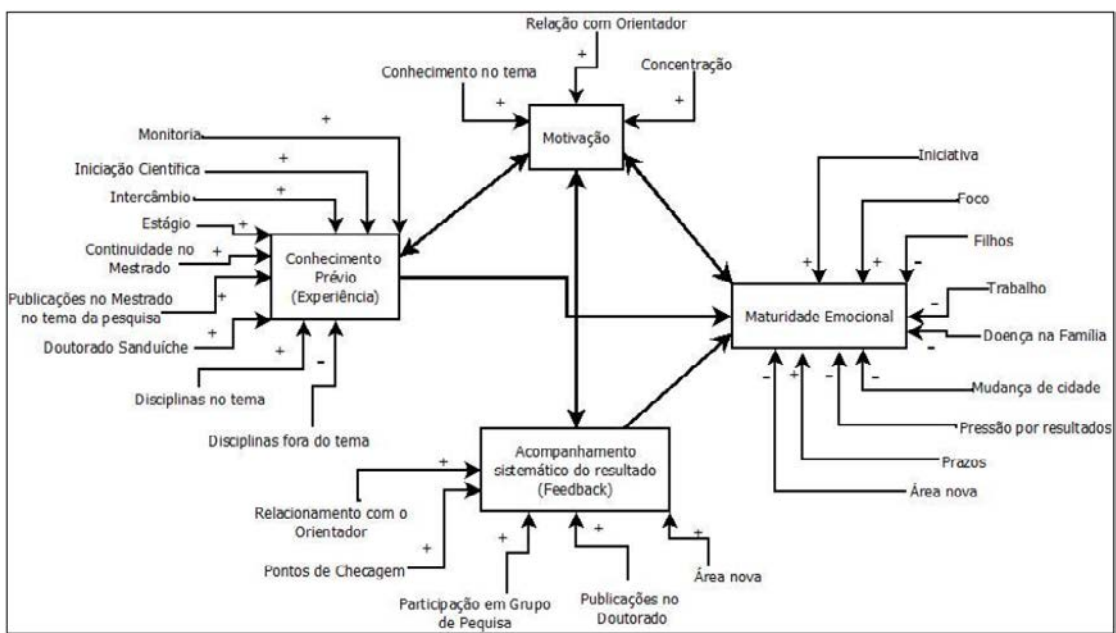 Relação com Orientador
+
Conhecimento no tema
+
Concentração
+
Motivação
Monitoria
+
Iniciação Científica
+
Intercâmbio
+
Estágio
+
Continuidade no
Mestrado
+
Publicações no Mestrado
no tema da pesquisa
+
Doutorado Sanduíche
+
Disciplinas no tema
+
Disciplinas fora do tema
–
Conhecimento
Prévio
(Experiência)
Iniciativa
+
Foco
+
Filhos
–
Trabalho
–
Doença na Família
–
Maturidade Emocional
Mudança de cidade
–
Pressão por resultados
–
Prazos
+
Área nova
–
Acompanhamento
sistemático do resultado
(Feedback)
Relacionamento com o
Orientador
+
Pontos de Checagem
+
Participação em Grupo
de Pequisa
+
Publicações no
Doutorado
+
Área nova
+